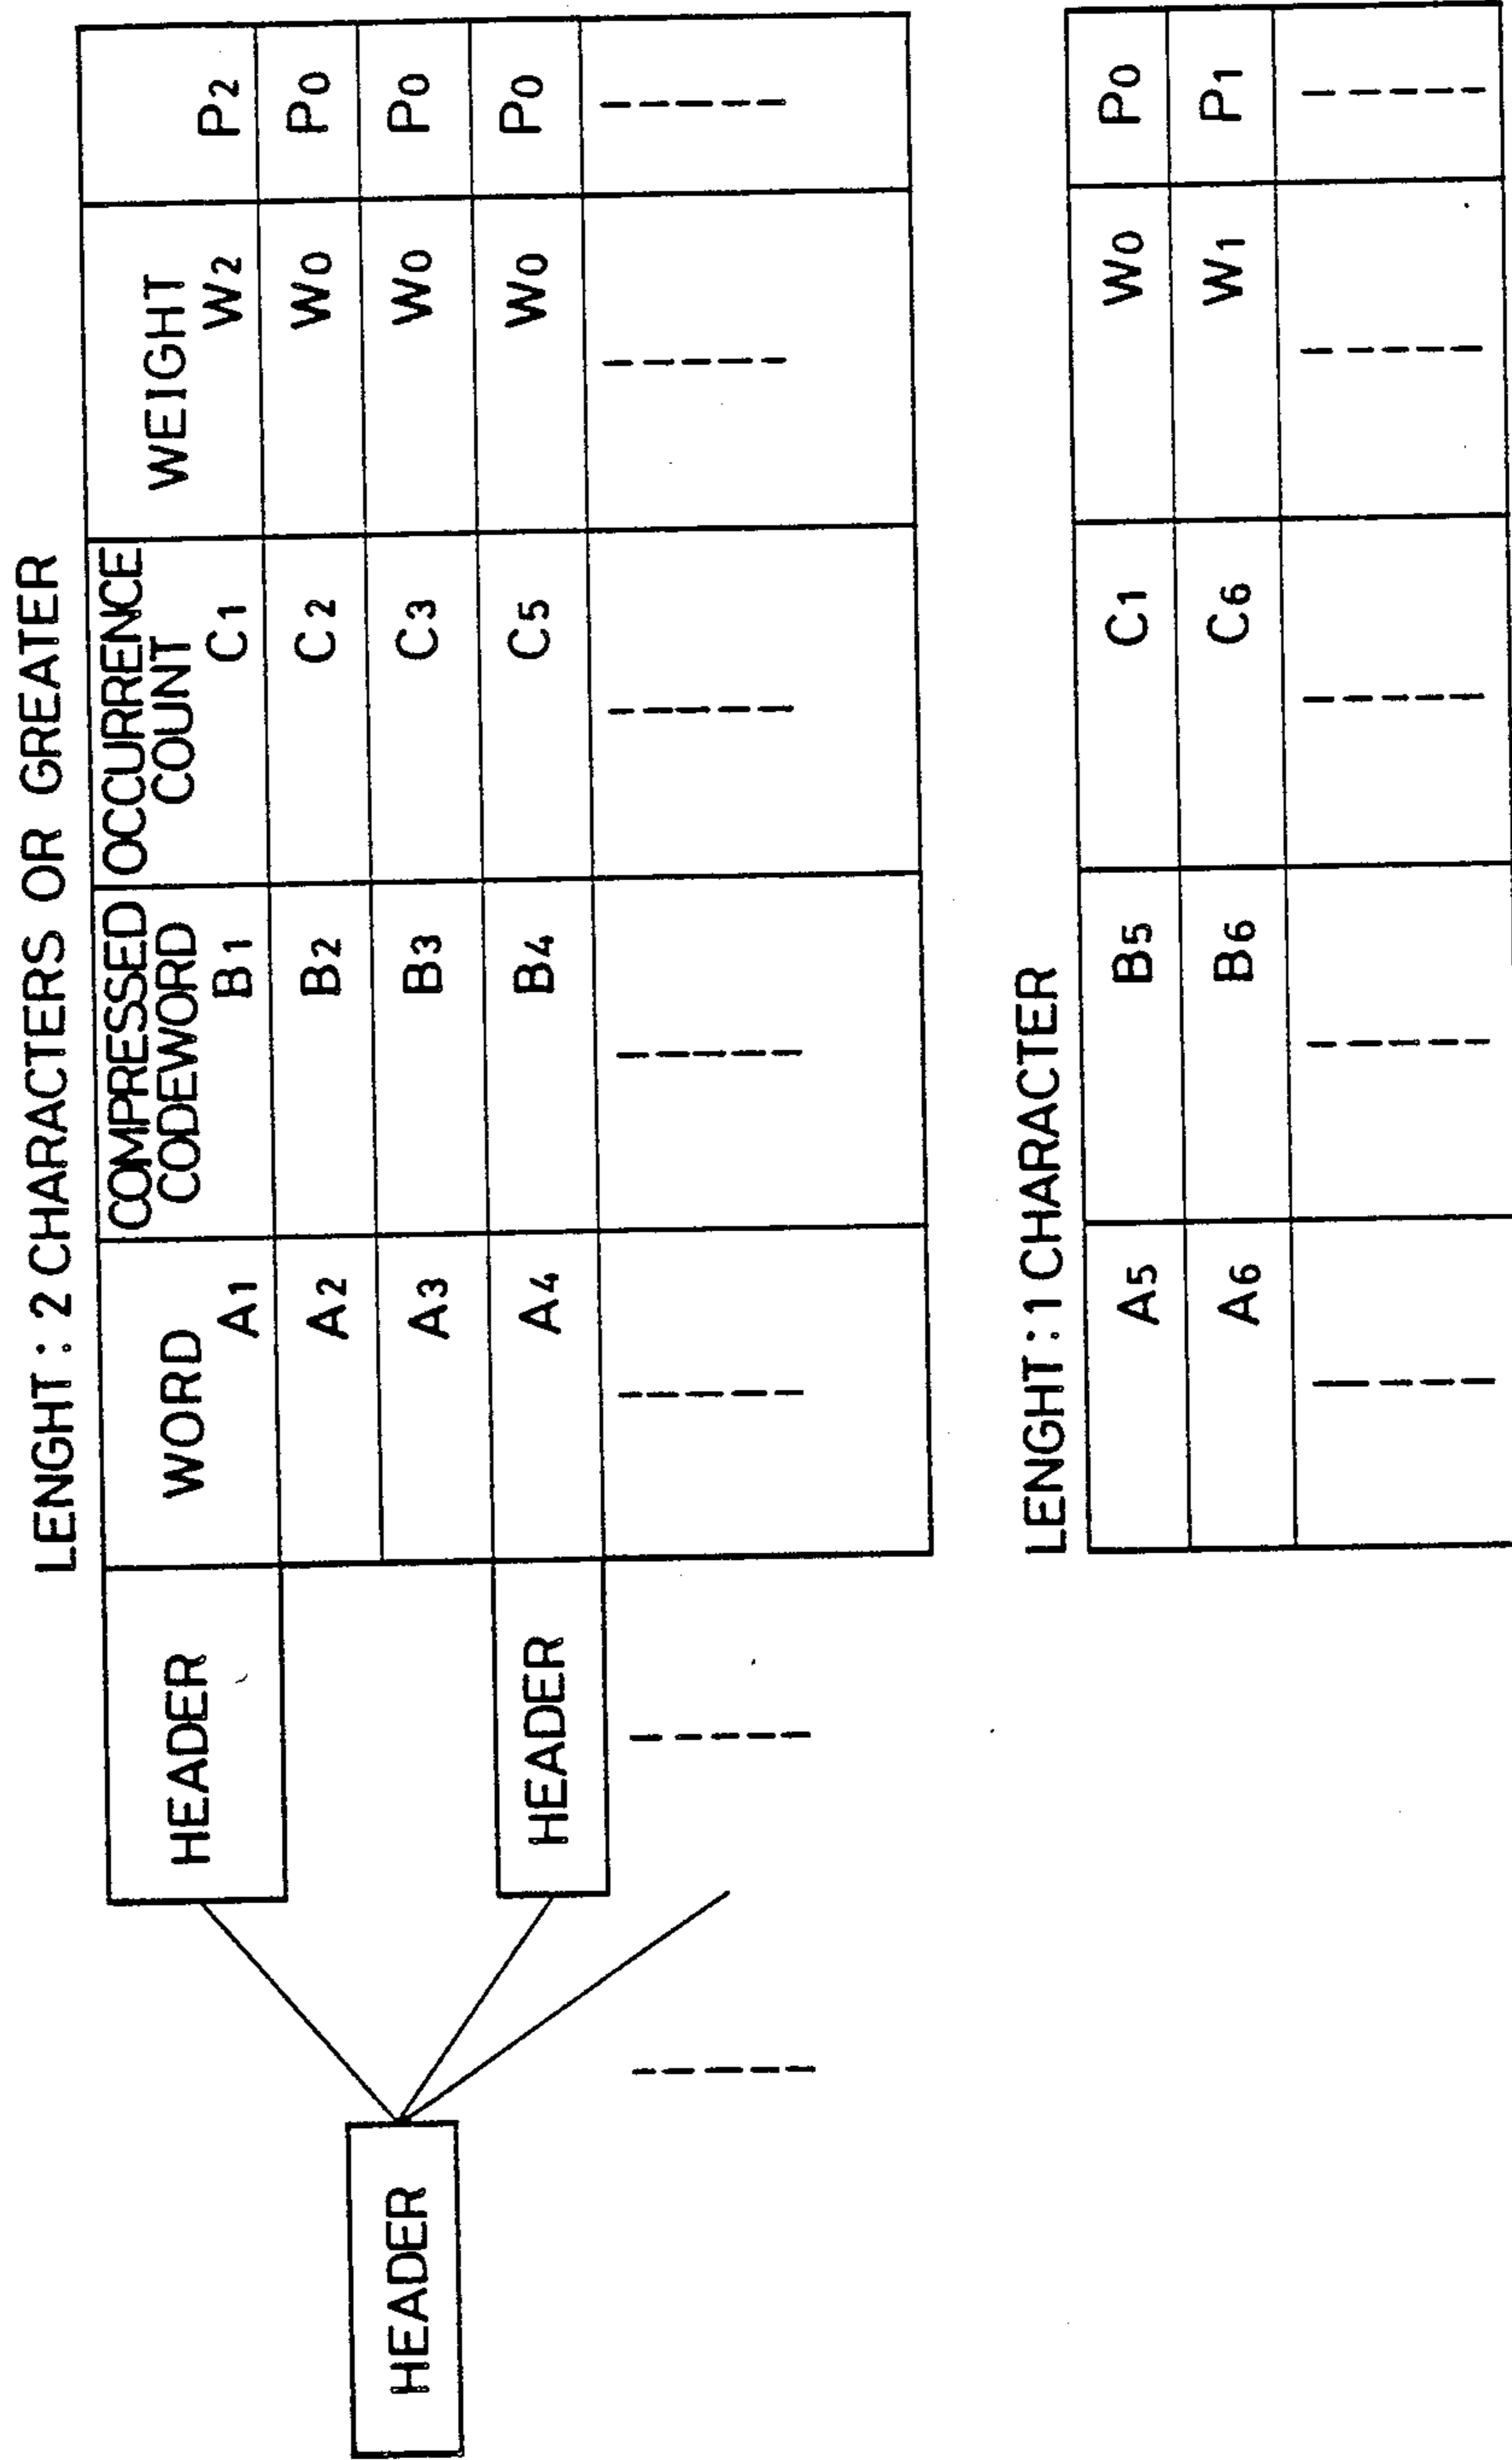 LENGHT : 2 CHARACTERS OR GREATER
HEADER
HEADER WORD COMPRESSED CODEWORD OCCURRENCE COUNT WEIGHT
A1 B1 C1 W2 P2
A2 B2 C2 W0 P0
A3 B3 C3 W0 P0
HEADER A4 B4 C5 W0 P0
LENGHT : 1 CHARACTER
A5 B5 C1 W0 P0
A6 B6 C6 W1 P1